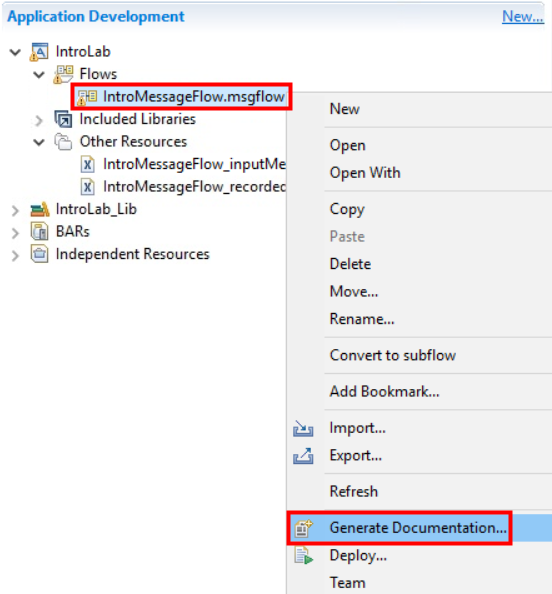 Application Development
New...
IntroLab
Flows
IntroMessageFlow.msgflow
Included Libraries
Other Resources
IntroMessageFlow_inputMe
IntroMessageFlow_recorded
IntroLab_Lib
BARs
Independent Resources
New
Open
Open With
Copy
Paste
Delete
Move...
Rename...
Convert to subflow
Add Bookmark...
Import...
Export...
Refresh
Generate Documentation...
Deploy...
Team